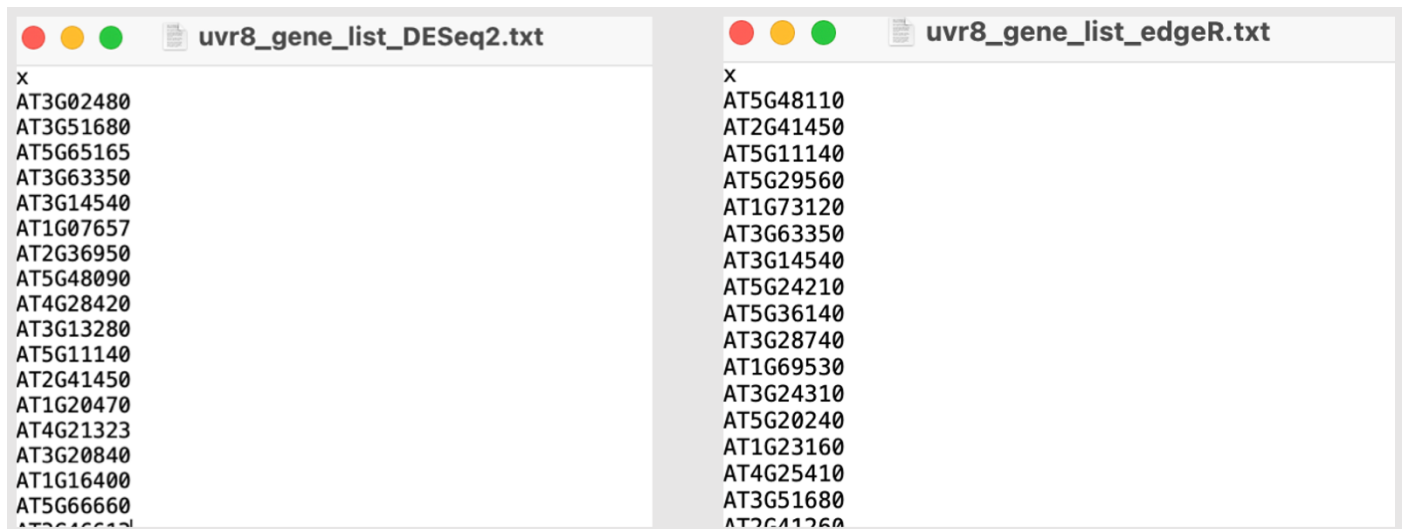 uvr8_gene_list_DESeq2.txt
x
AT3G02480
AT3G51680
AT5G65165
AT3G63350
AT3G14540
AT1G07657
AT2G36950
AT5G48090
AT4G28420
AT3G13280
AT5G11140
AT2G41450
AT1G20470
AT4G21323
AT3G20840
AT1G16400
AT5G66660
uvr8_gene_list_edgeR.txt
x
AT5G48110
AT2G41450
AT5G11140
AT5G29560
AT1G73120
AT3G63350
AT3G14540
AT5G24210
AT5G36140
AT3G28740
AT1G69530
AT3G24310
AT5G20240
AT1G23160
AT4G25410
AT3G51680
AT2G41260